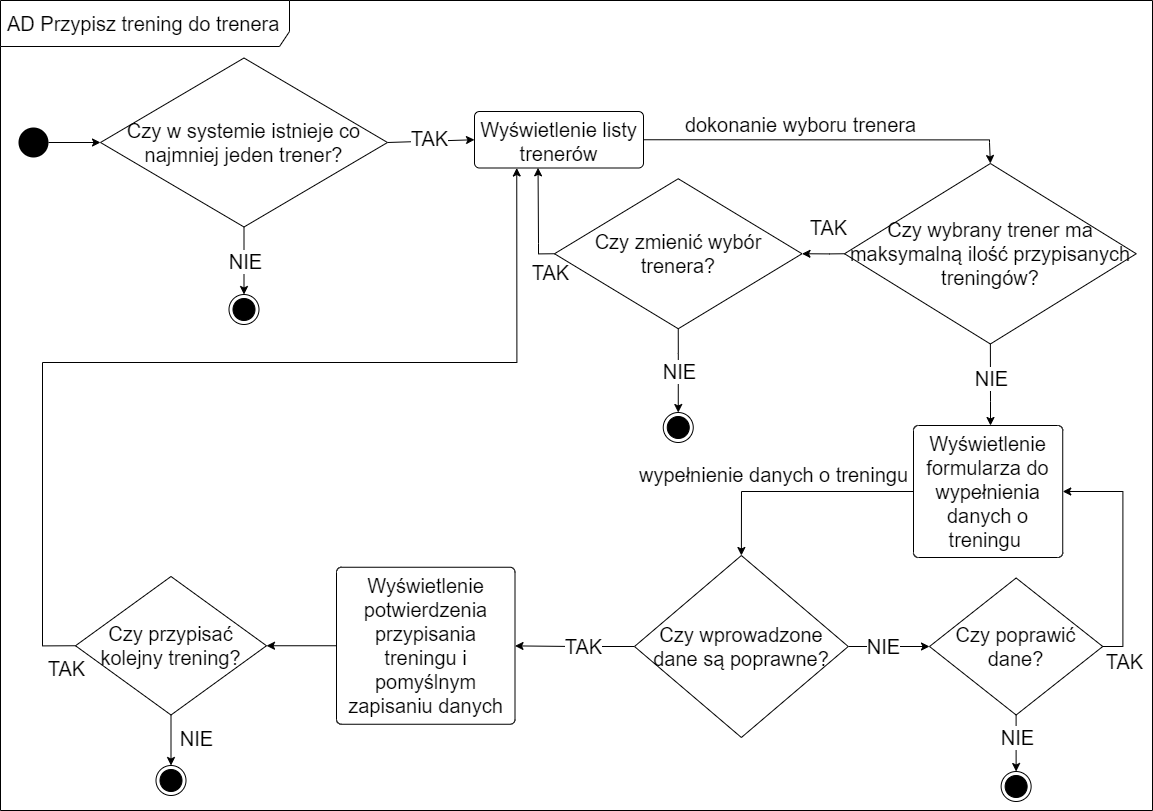 AD Przypisz trening do trenera
Czy w systemie istnieje co
najmniej jeden trener?
TAK
NIE
Wyświetlenie listy
trenerów
dokonanie wyboru trenera
Czy wybrany trener ma
maksymalną ilość przypisanych
treningów?
TAK
NIE
Czy zmienić wybór
trenera?
TAK
NIE
Wyświetlenie
formularza do
wypełnienia
danych o
treningu
wypełnienie danych o treningu
Czy wprowadzone
dane są poprawne?
NIE
TAK
Czy poprawić
dane?
TAK
NIE
Wyświetlenie
potwierdzenia
przypisania
treningu i
pomyślnym
zapisaniu danych
Czy przypisać
kolejny trening?
TAK
NIE